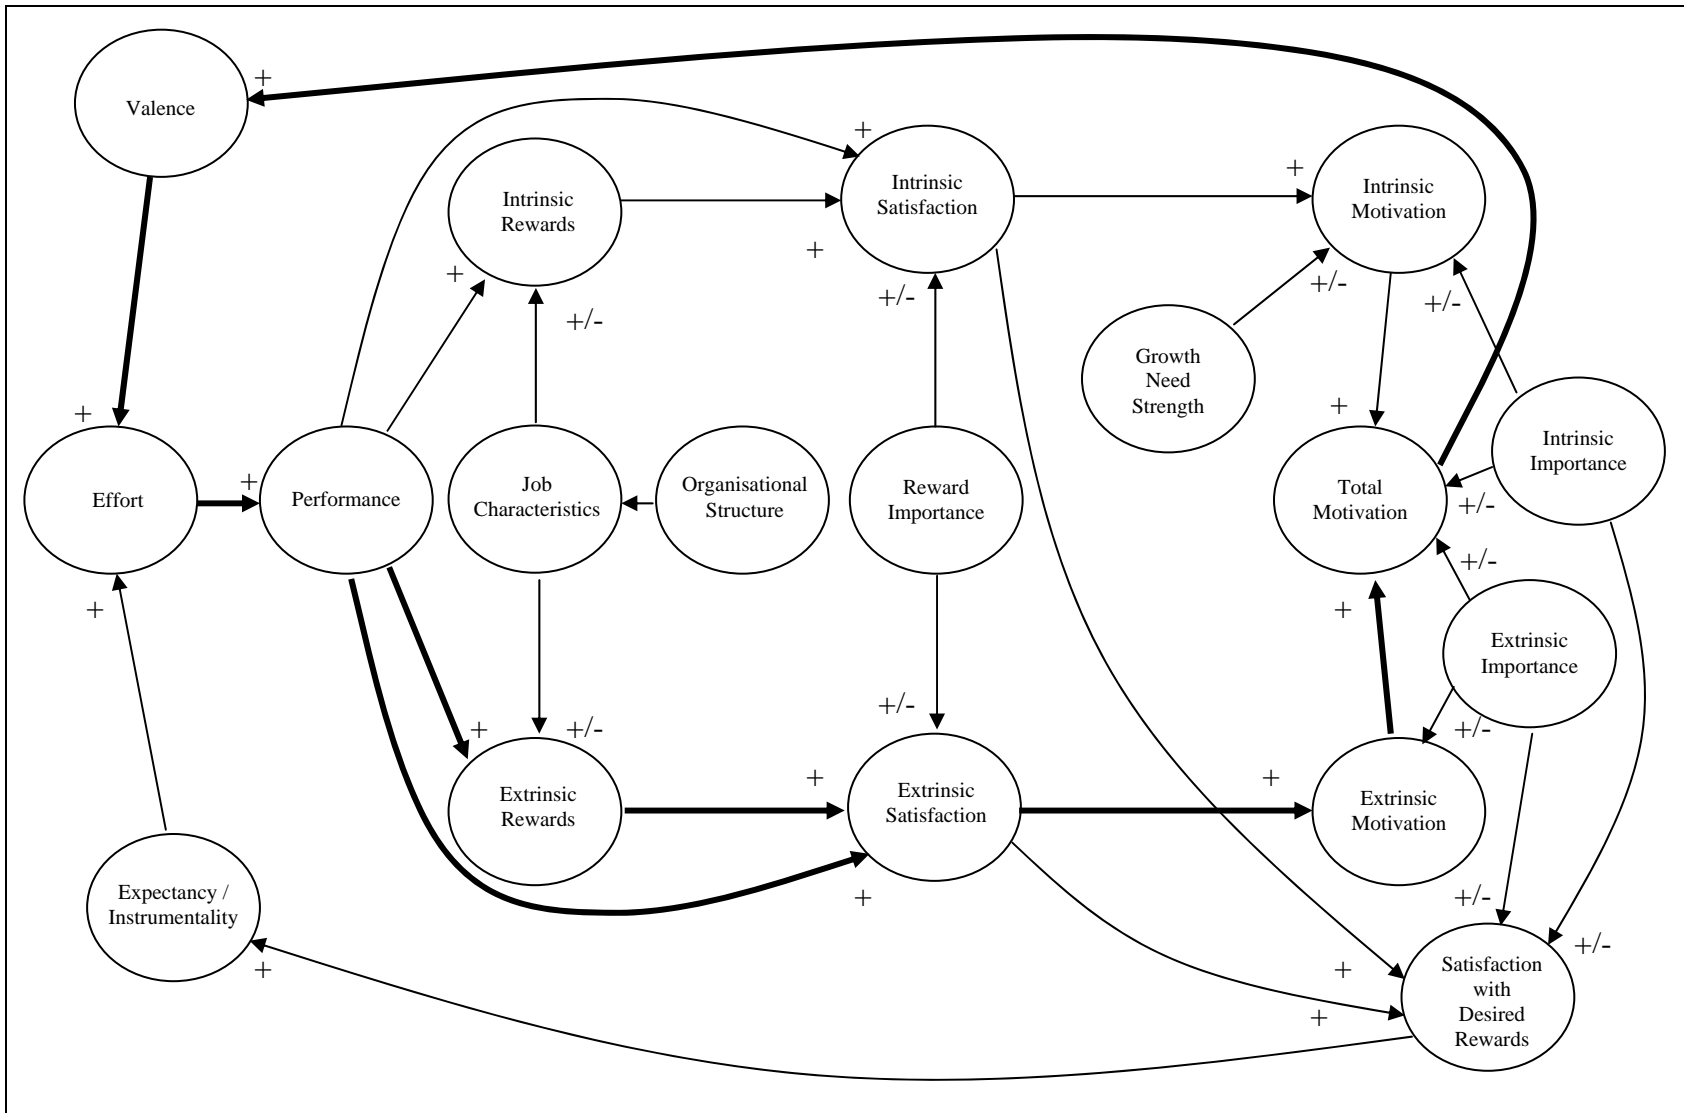 +
Valence
+
+
Intrinsic
Rewards
Intrinsic
Satisfaction
Intrinsic
Motivation
+
+
+/-
+
+/-
+/-
+/-
Growth
Need
Strength
+
+
Effort
+
Performance
Job
Characteristics
Organisational
Structure
Reward
Importance
Total
Motivation
Intrinsic
Importance
+/-
+/-
+
+
Extrinsic
Importance
+
+/-
+/-
+/-
Extrinsic
Rewards
+
Extrinsic
Satisfaction
+
Extrinsic
Motivation
Expectancy /
Instrumentality
+
+
+/-
+/-
+
+
Satisfaction
with
Desired
Rewards